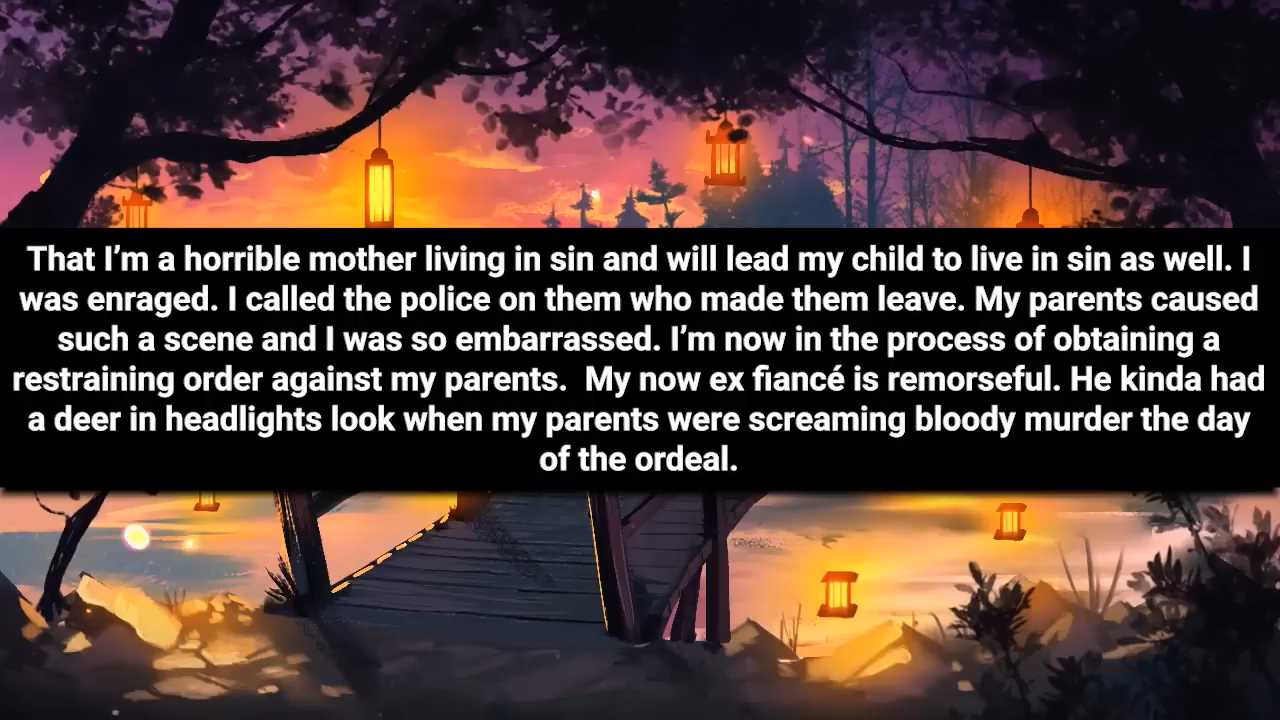 That I’m a horrible mother living in sin and will lead my child to live in sin as well. I
was enraged. I called the police on them who made them leave. My parents caused
such a scene and I was so embarrassed. I’m now in the process of obtaining a
restraining order against my parents.  My now ex fiancé is remorseful. He kinda had
a deer in headlights look when my parents were screaming bloody murder the day
of the ordeal.